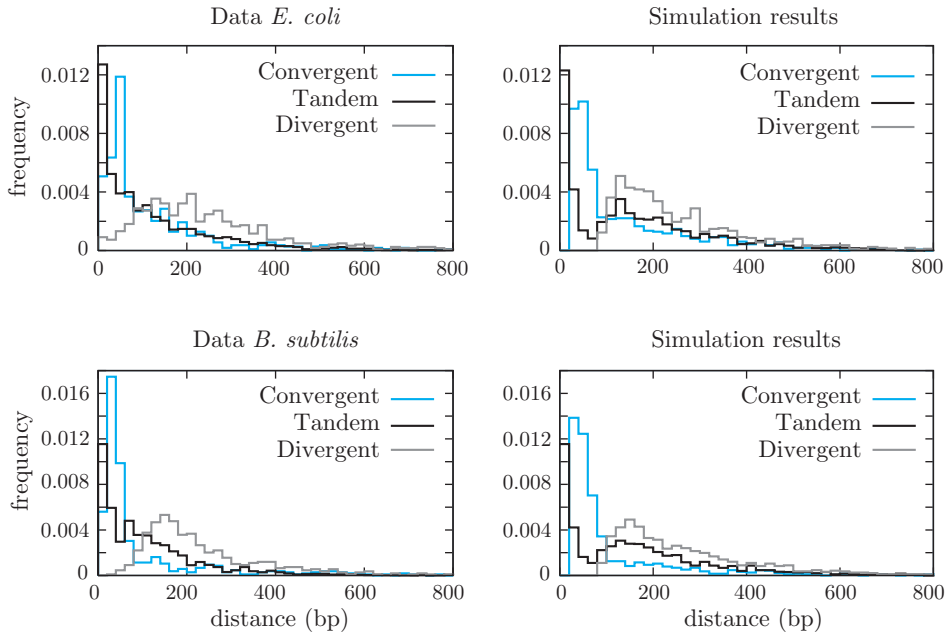 Data E. coli
Simulation results
frequency
0.012
0.008
0.004
0
Convergent
Tandem
Divergent
0 200 400 600 800
0.012
0.008
0.004
0
Convergent
Tandem
Divergent
0 200 400 600 800
Data B. subtilis
Simulation results
frequency
0.016
0.012
0.008
0.004
0
Convergent
Tandem
Divergent
0 200 400 600 800
distance (bp)
0.016
0.012
0.008
0.004
0
Convergent
Tandem
Divergent
0 200 400 600 800
distance (bp)